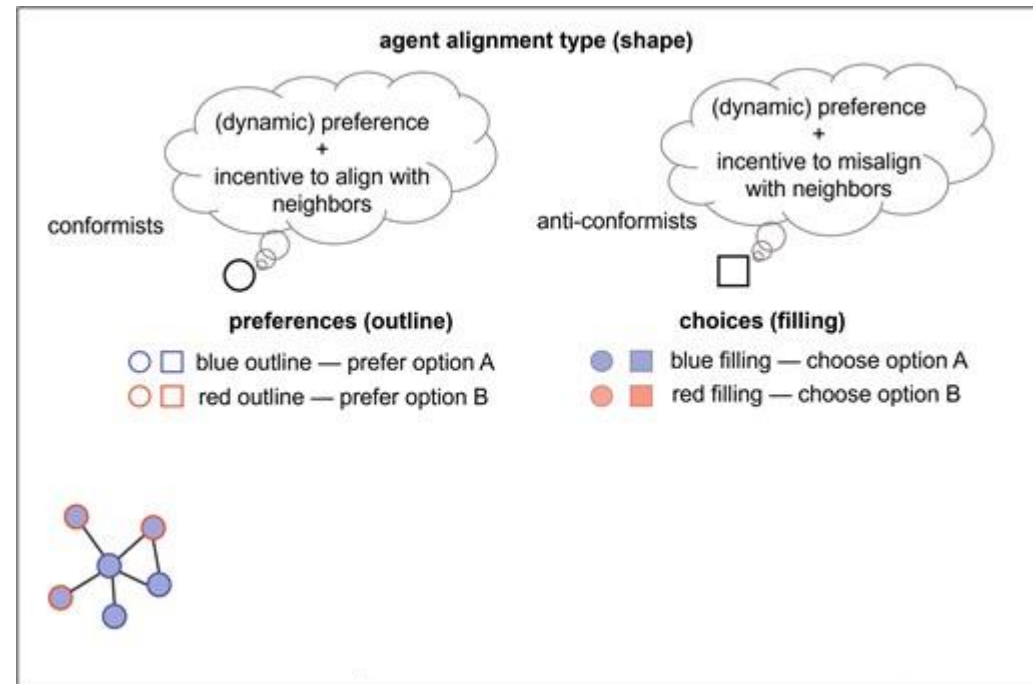 agent alignment type (shape)
(dynamic) preference
+
incentive to align with
neighbors
conformists
(dynamic) preference
+
incentive to misalign
with neighbors
anti-conformists
preferences (outline)
blue outline — prefer option A
red outline — prefer option B
choices (filling)
blue filling — choose option A
red filling — choose option B